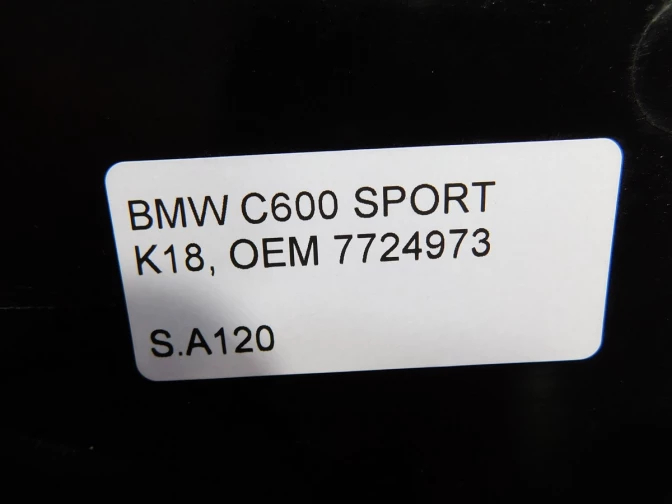 BMW C600 SPORT
K18, OEM 7724973
S.A120